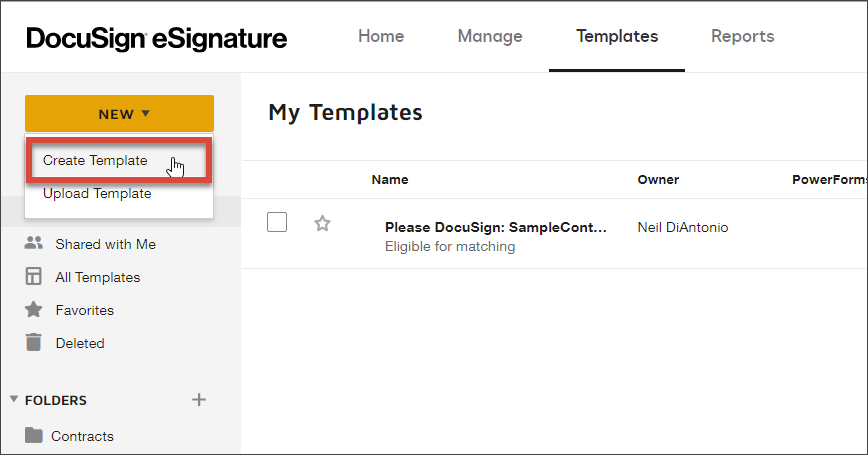 DocuSign eSignature
Home Manage Templates Reports
NEW
Create Template
Upload Template
Shared with Me
All Templates
Favorites
Deleted
FOLDERS
Contracts
My Templates
Name Owner PowerForms
Please DocuSign: SampleCont... Neil DiAntonio
Eligible for matching